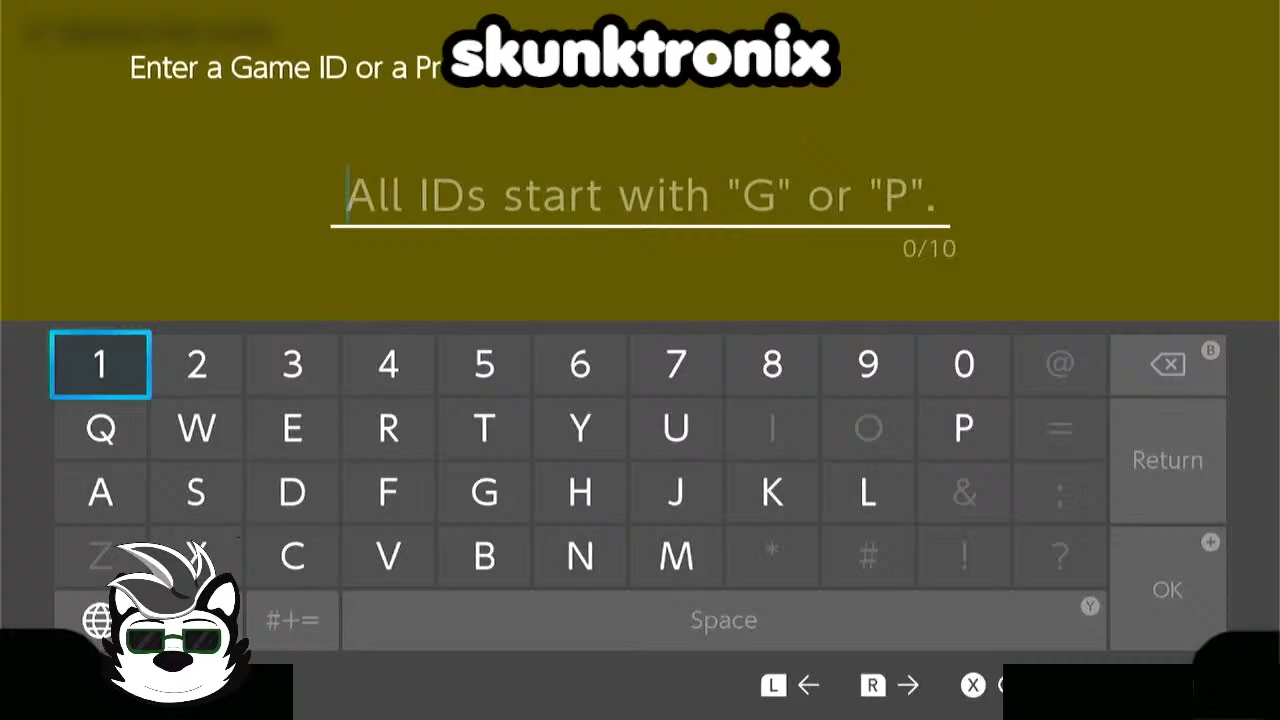 skunktronix
Enter a Game ID or a Pr
All IDs start with "G" or "P".
0/10
1 2 3 4 5 6 7 8 9 0 @ B
Q W E R T Y U I O P = Return
A S D F G H J K L & :
Z X C V B N M * # ! ? + OK
#+= Space Y
L ← R → X